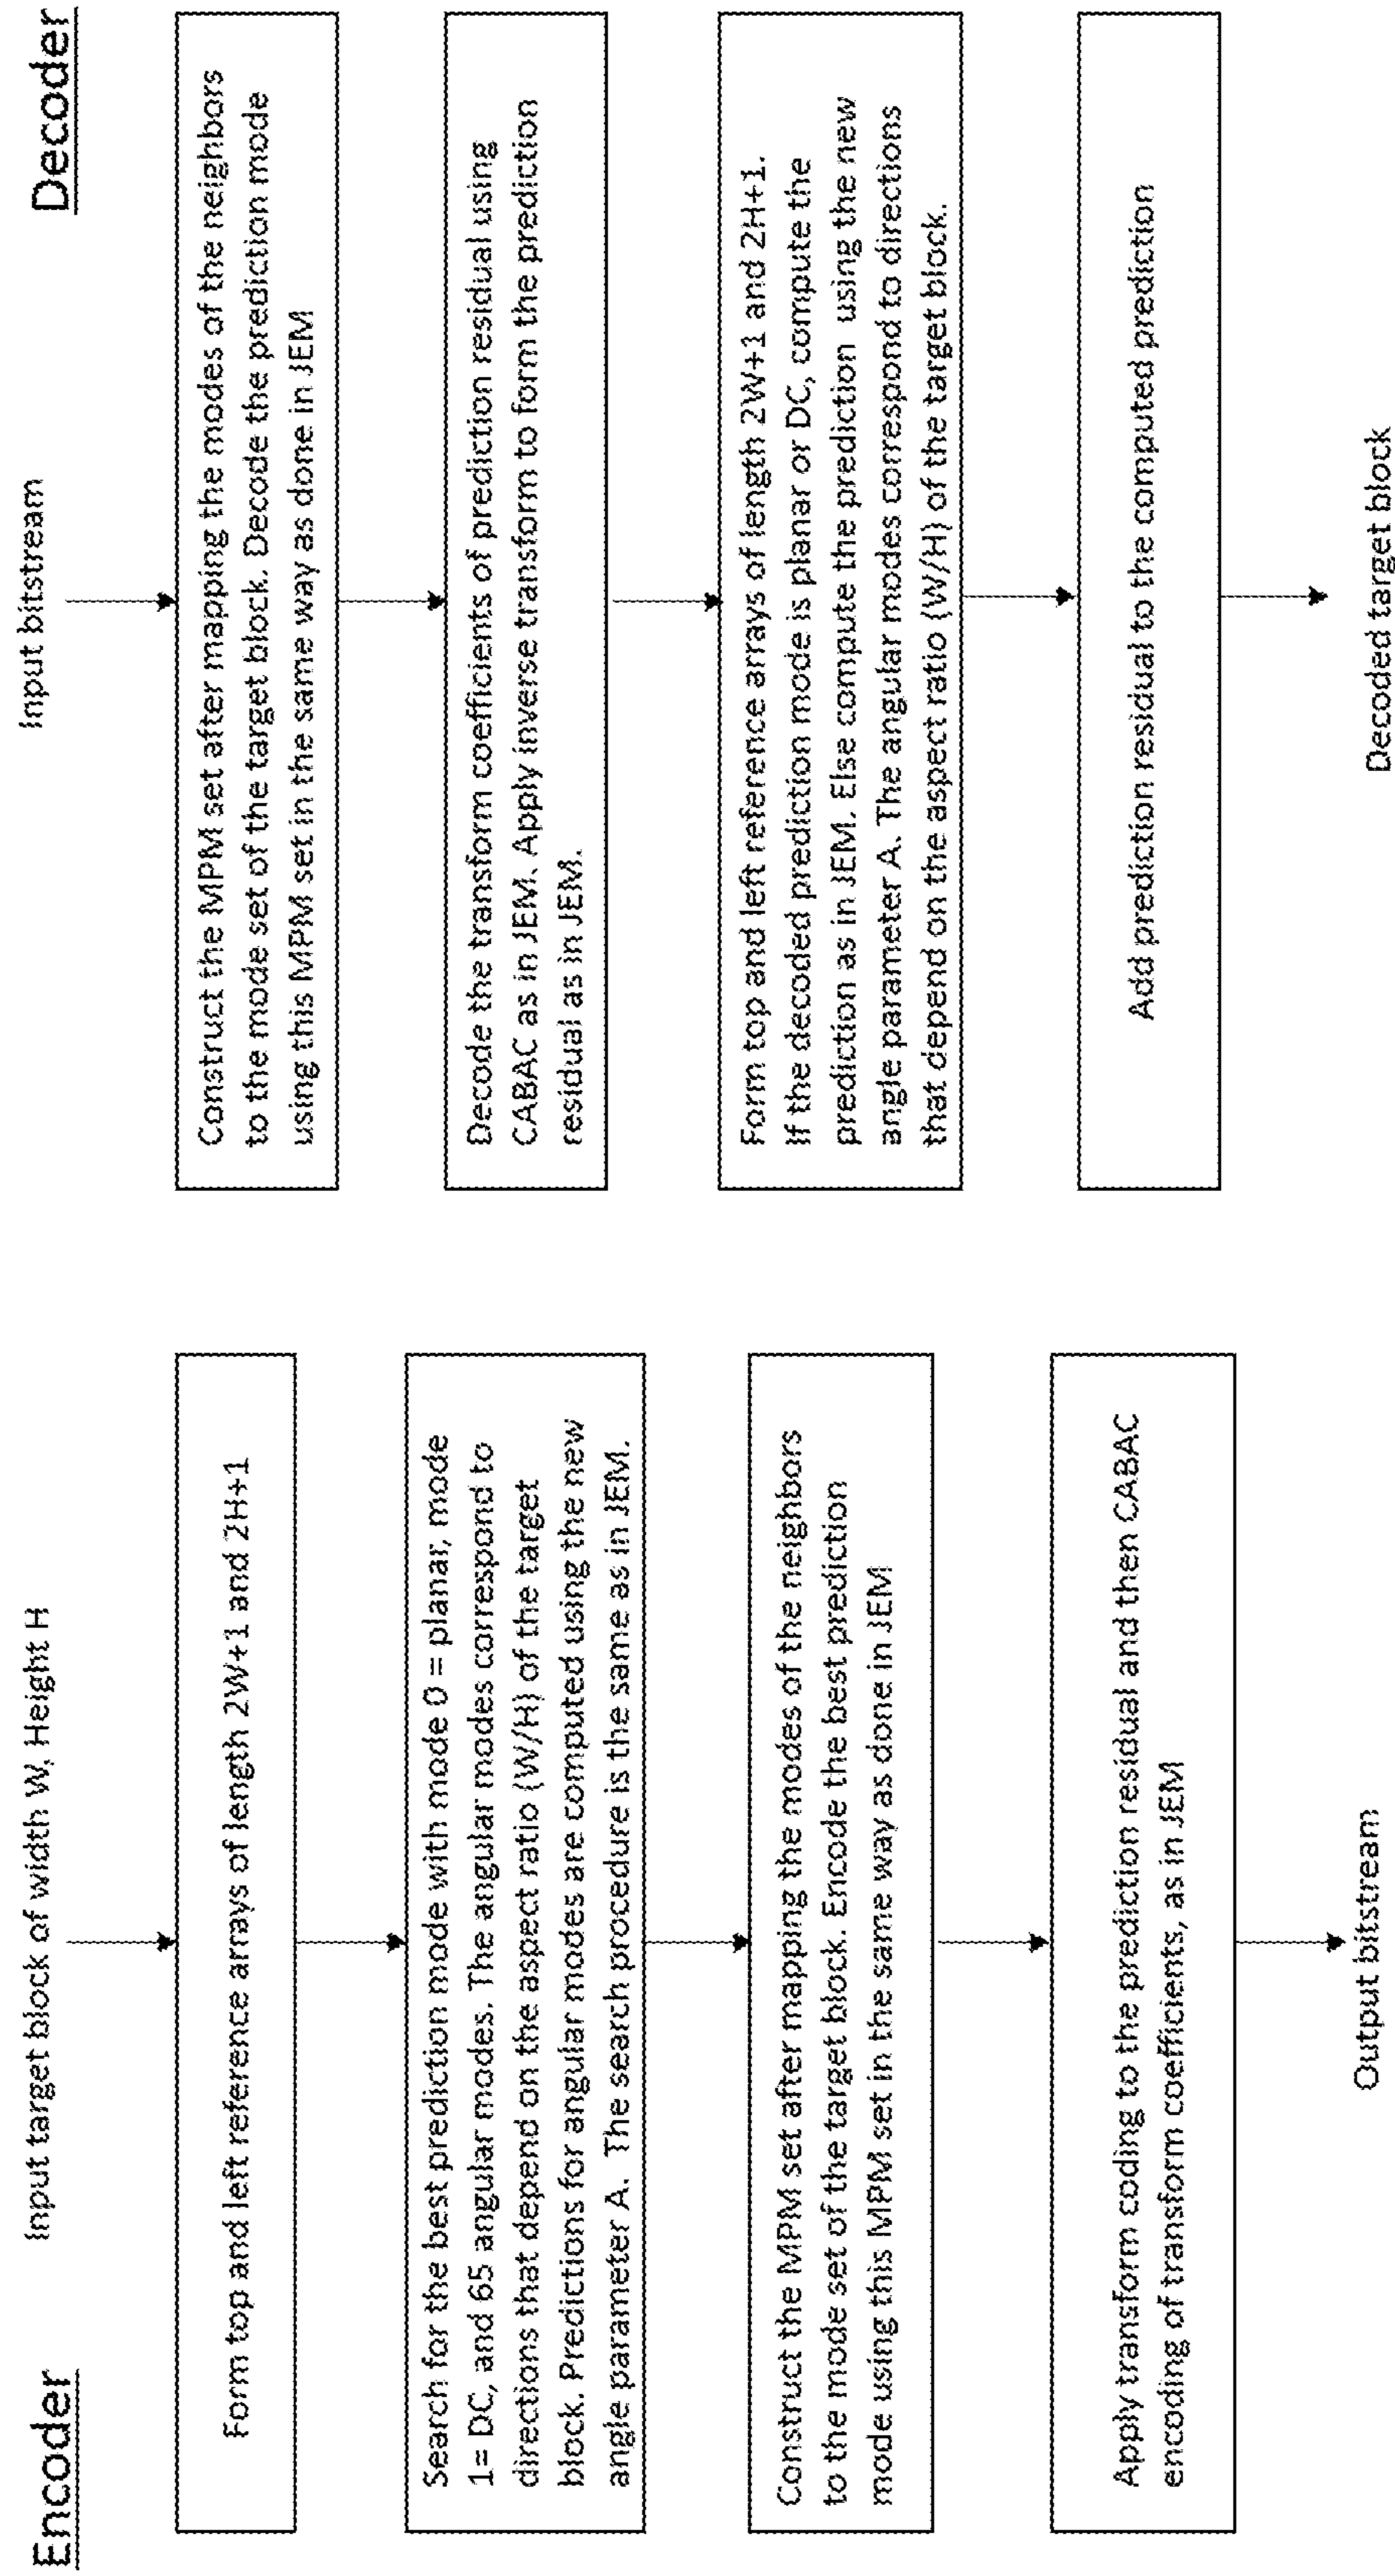 Encoder
Input target block of width W, Height H
Form top and left reference arrays of length 2W+1 and 2H+1
Search for the best prediction mode with mode 0 = planar, mode
1= DC, and 65 angular modes. The angular modes correspond to
directions that depend on the aspect ratio (W/H) of the target
block. Predictions for angular modes are computed using the new
angle parameter A. The search procedure is the same as in JEM.
Construct the MPM set after mapping the modes of the neighbors
to the mode set of the target block. Encode the best prediction
mode using this MPM set in the same way as done in JEM
Apply transform coding to the prediction residual and then CABAC
encoding of transform coefficients, as in JEM
Output bitstream
Decoder
Input bitstream
Construct the MPM set after mapping the modes of the neighbors
to the mode set of the target block. Decode the prediction mode
using this MPM set in the same way as done in JEM
Decode the transform coefficients of prediction residual using
CABAC as in JEM. Apply inverse transform to form the prediction
residual as in JEM.
Form top and left reference arrays of length 2W+1 and 2H+1.
If the decoded prediction mode is planar or DC, compute the
prediction as in JEM. Else compute the prediction using the new
angle parameter A. The angular modes correspond to directions
that depend on the aspect ratio (W/H) of the target block.
Add prediction residual to the computed prediction
Decoded target block